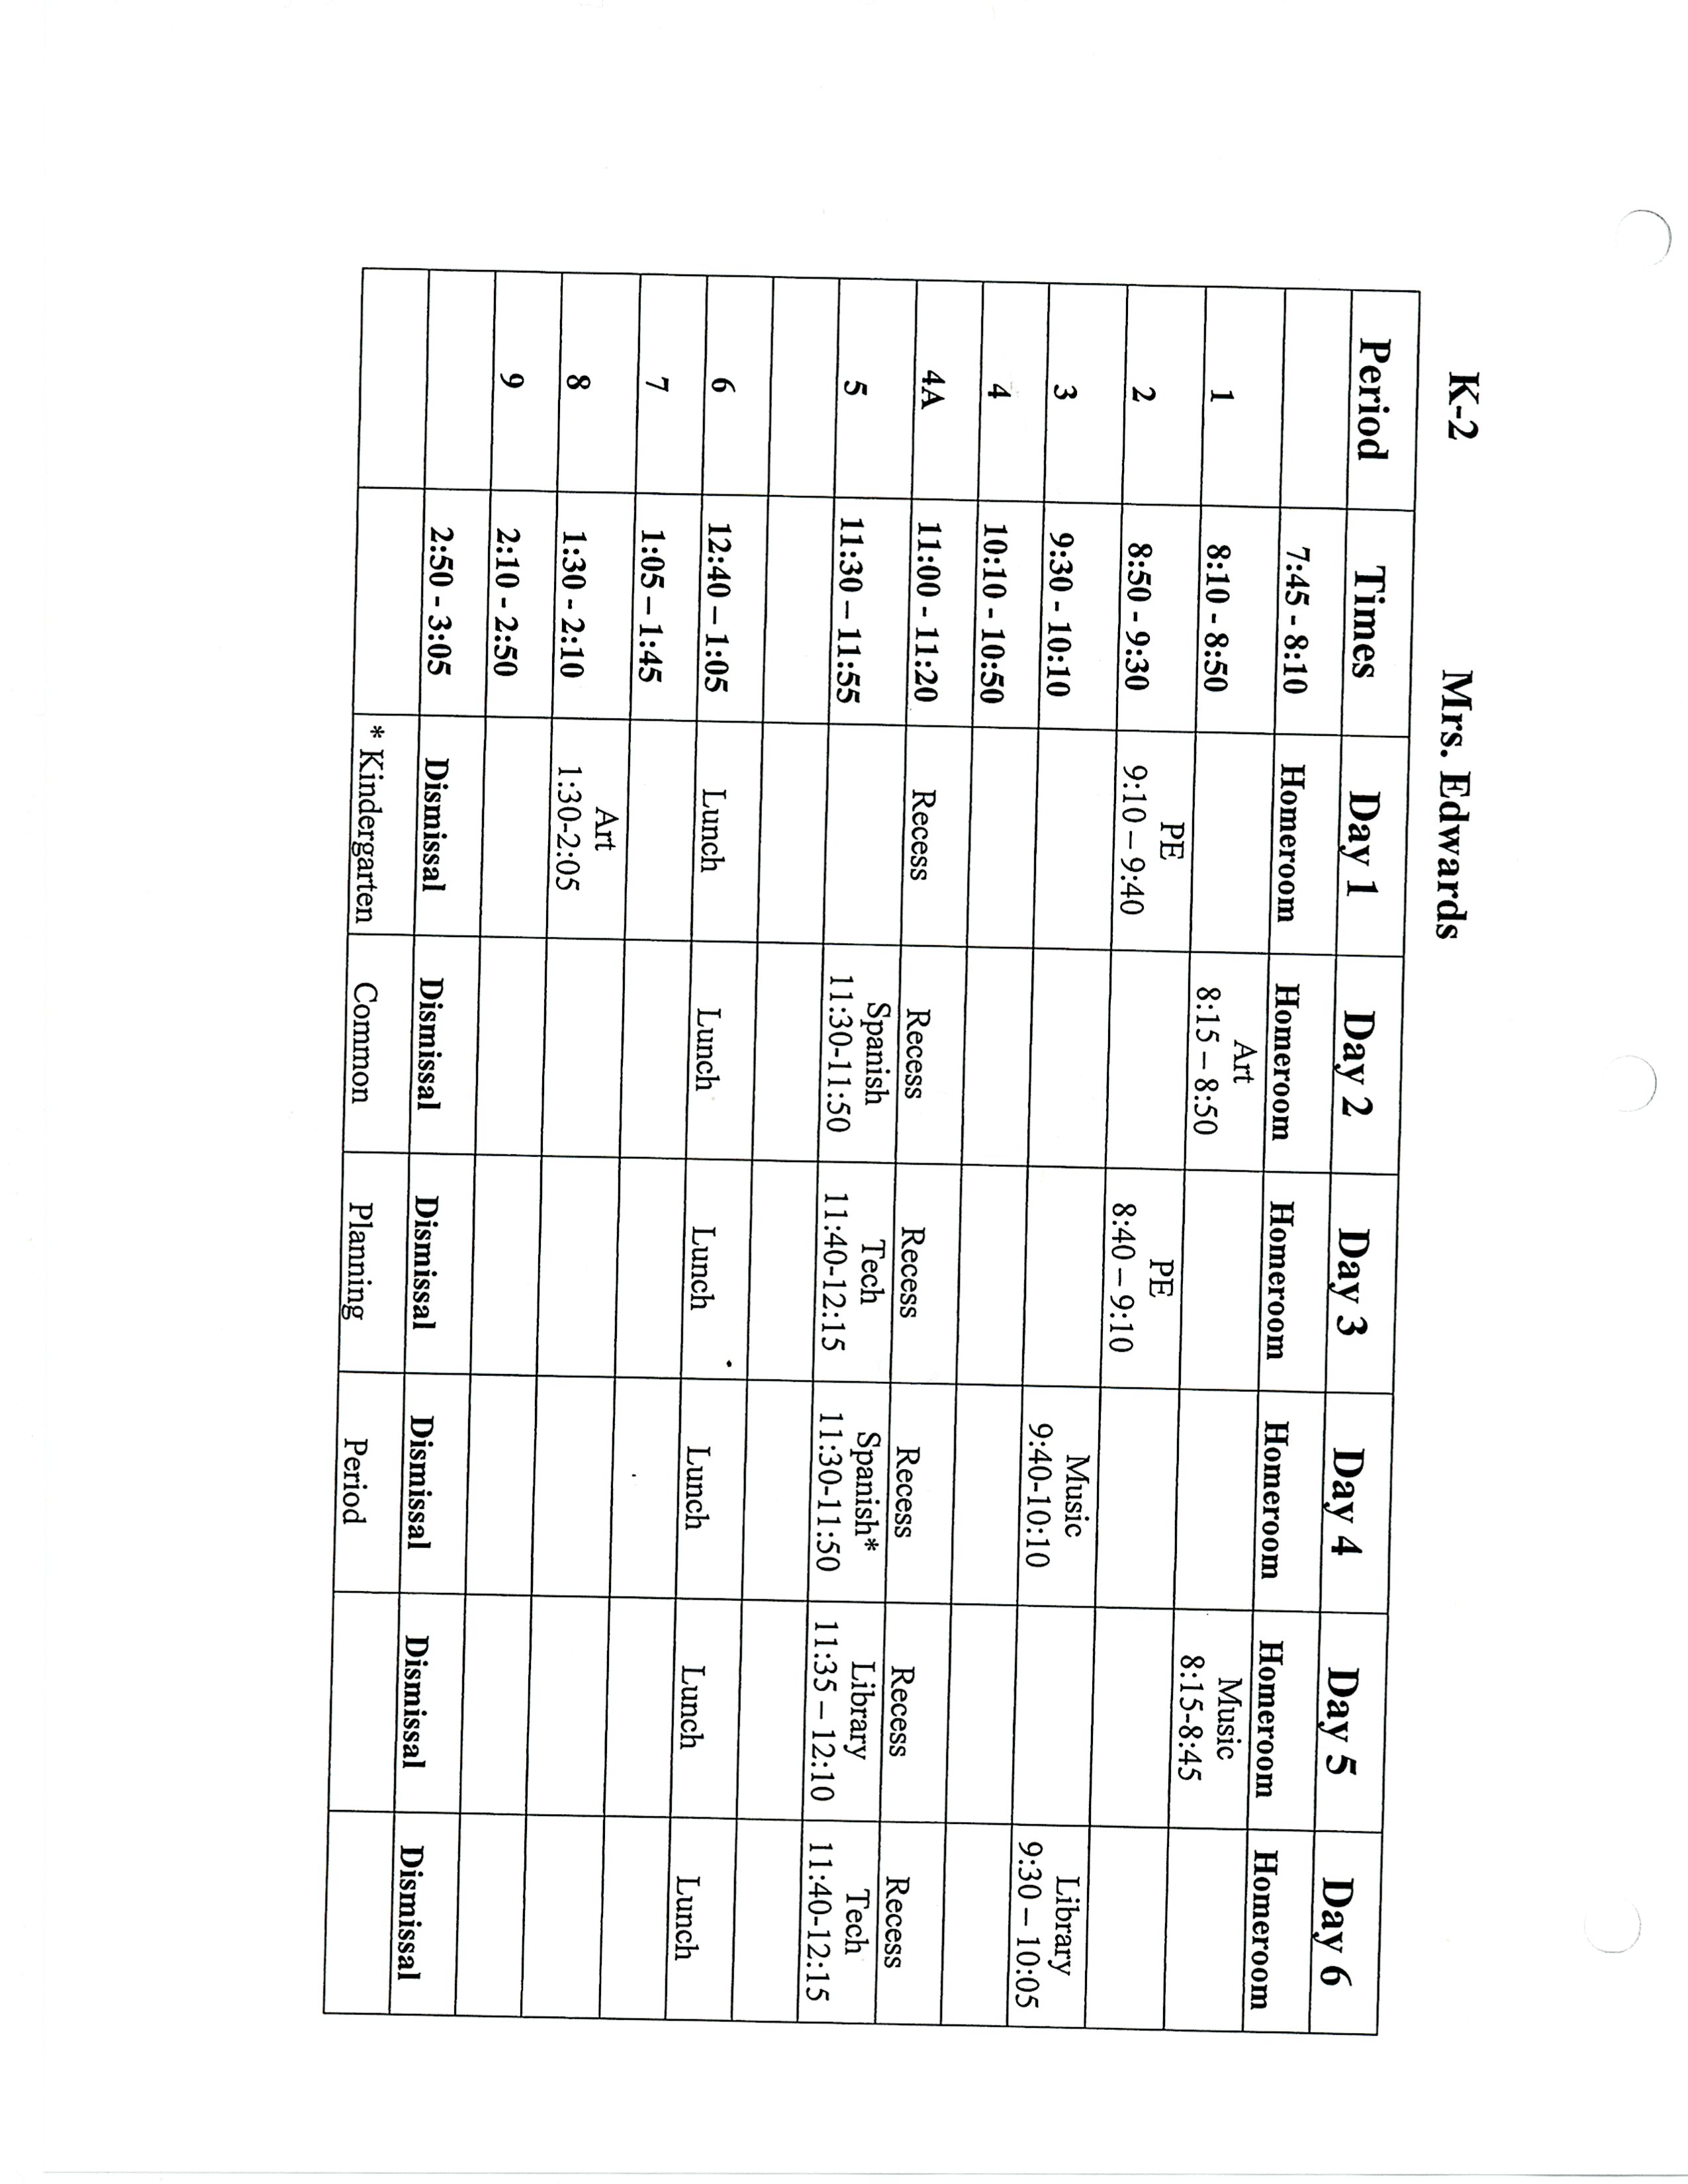 K-2 Mrs. Edwards
Period Times Day 1 Day 2 Day 3 Day 4 Day 5 Day 6
7:45 - 8:10 Homeroom Homeroom Homeroom Homeroom Homeroom Homeroom
1 8:10 - 8:50 Art 8:15 – 8:50 Music 8:15-8:45
2 8:50 - 9:30 PE 9:10 – 9:40 PE 8:40 – 9:10
3 9:30 - 10:10 Music 9:40-10:10 Library 9:30 – 10:05
4 10:10 - 10:50
4A 11:00 - 11:20 Recess Recess Recess Recess Recess Recess
5 11:30 – 11:55 Spanish 11:30-11:50 Tech 11:40-12:15 Spanish* 11:30-11:50 Library 11:35 – 12:10 Tech 11:40-12:15
6 12:40 – 1:05 Lunch Lunch Lunch Lunch Lunch Lunch
7 1:05 – 1:45
8 1:30 - 2:10 Art 1:30-2:05
9 2:10 - 2:50
2:50 - 3:05 Dismissal Dismissal Dismissal Dismissal Dismissal Dismissal
* Kindergarten Common Planning Period